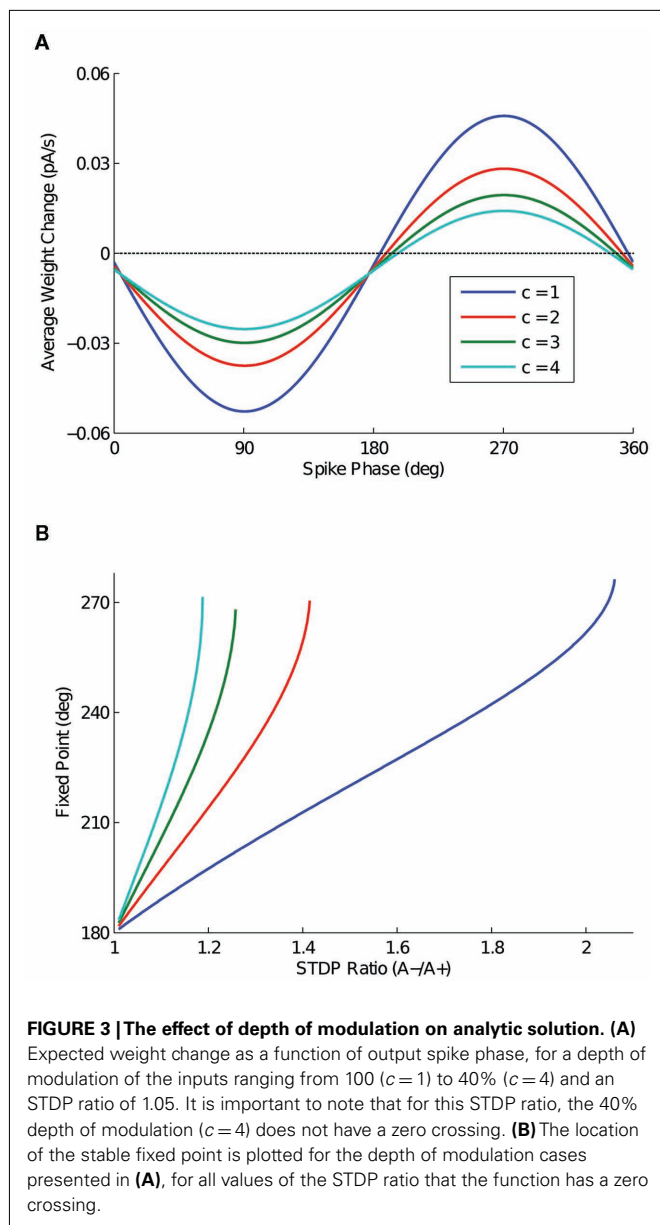 A
0.06
0.03
0
−0.03
−0.06
Average Weight Change (pA/s)
c = 1
c = 2
c = 3
c = 4
0
90
180
270
360
Spike Phase (deg)
B
270
240
210
180
Fixed Point (deg)
1
1.2
1.4
1.6
1.8
2
STDP Ratio (A-/A+)
FIGURE 3 | The effect of depth of modulation on analytic solution. (A)
Expected weight change as a function of output spike phase, for a depth of
modulation of the inputs ranging from 100 (c = 1) to 40% (c = 4) and an
STDP ratio of 1.05. It is important to note that for this STDP ratio, the 40%
depth of modulation (c = 4) does not have a zero crossing. (B) The location
of the stable fixed point is plotted for the depth of modulation cases
presented in (A), for all values of the STDP ratio that the function has a zero
crossing.